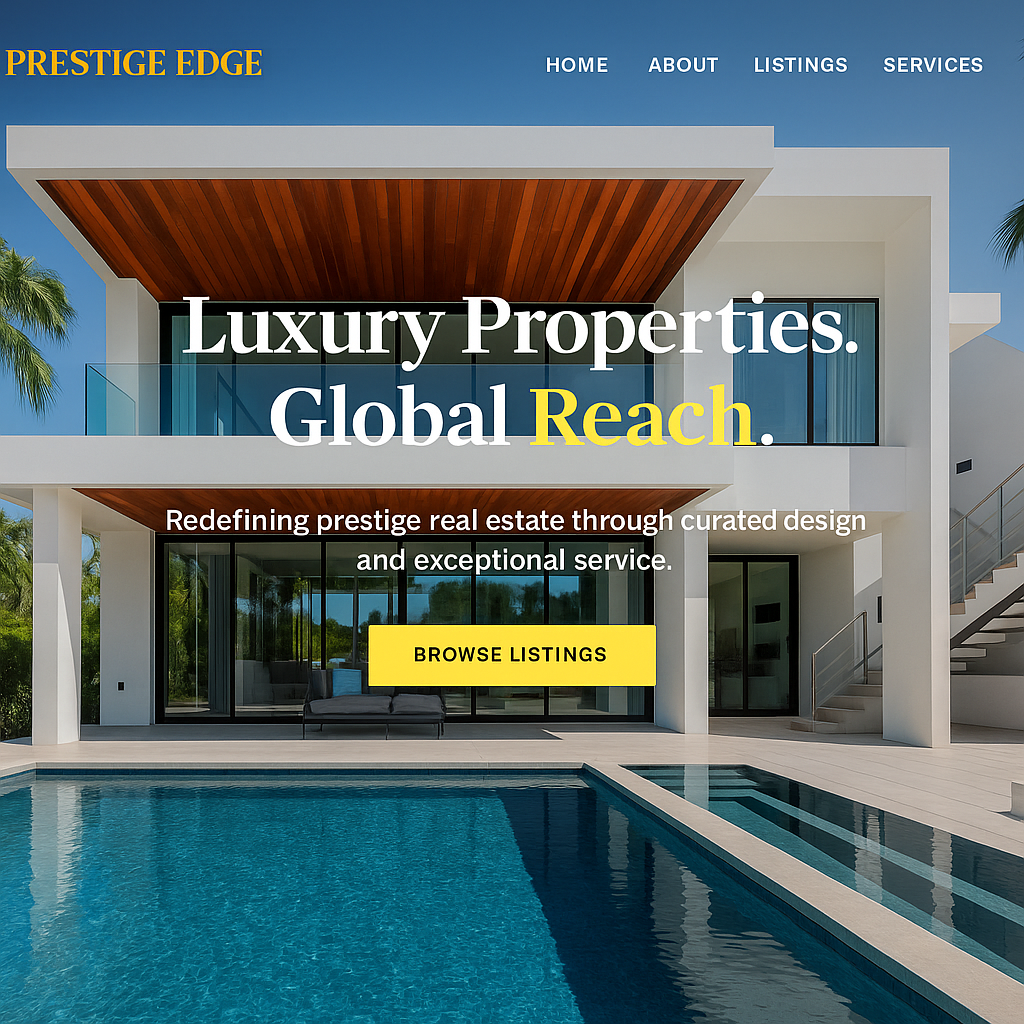 PRESTIGE EDGE
HOME ABOUT LISTINGS SERVICES
Luxury Properties.
Global Reach.
Redefining prestige real estate through curated design
and exceptional service.
BROWSE LISTINGS